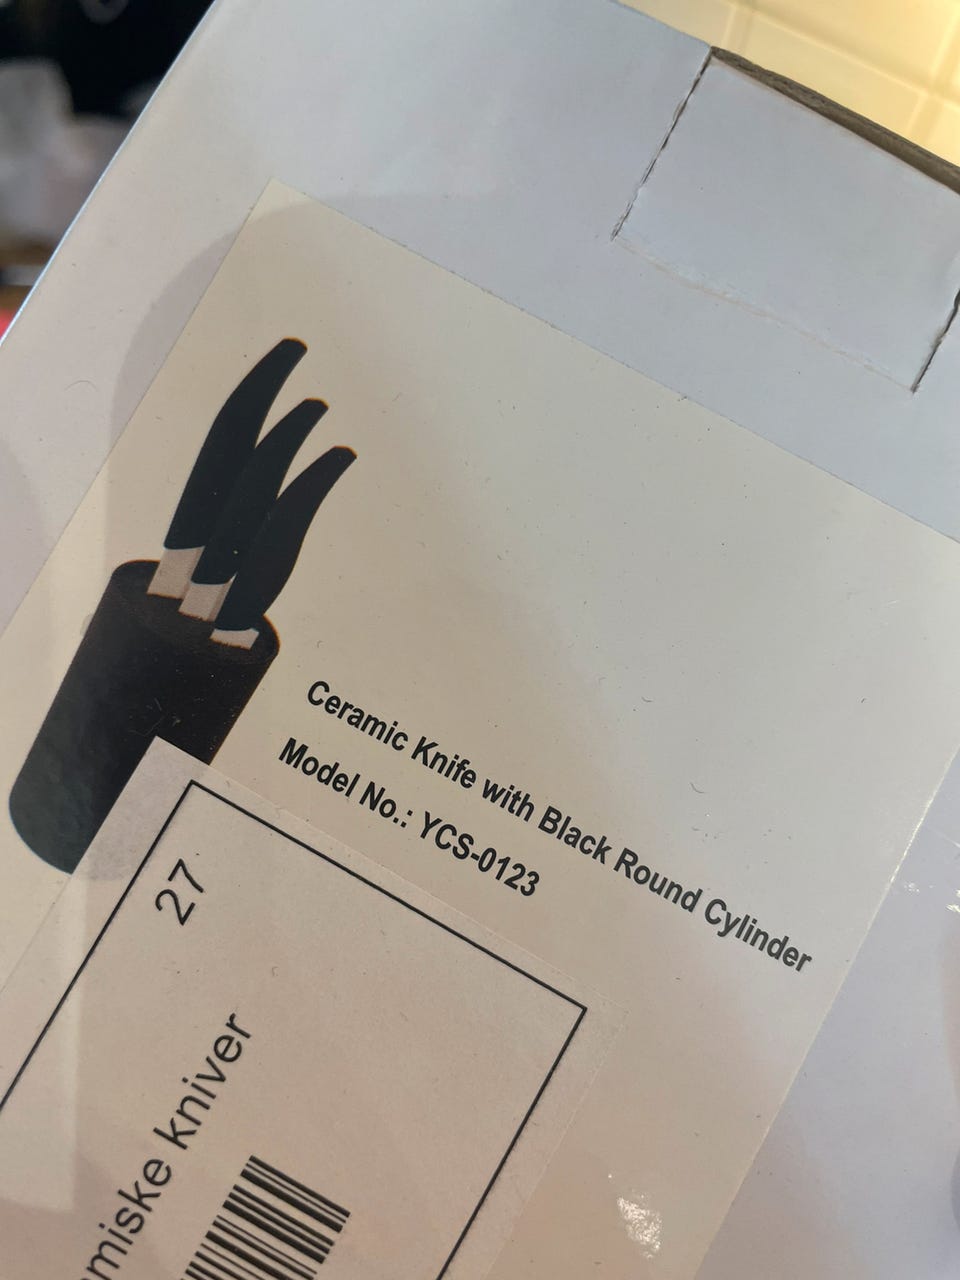 Ceramic Knife with Black Round Cylinder
Model No.: YCS-0123
27
miske kniver